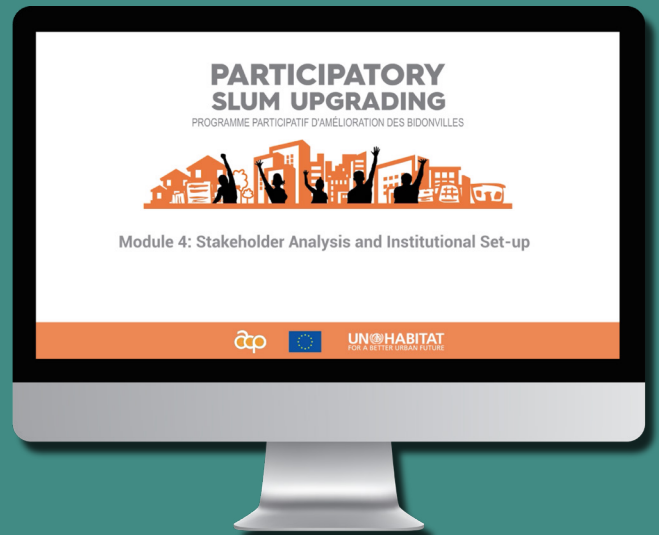 PARTICIPATORY
SLUM UPGRADING
PROGRAMME PARTICIPATIF D'AMÉLIORATION DES BIDONVILLES
Module 4: Stakeholder Analysis and Institutional Set-up
acp
UN HABITAT
FOR A BETTER URBAN FUTURE